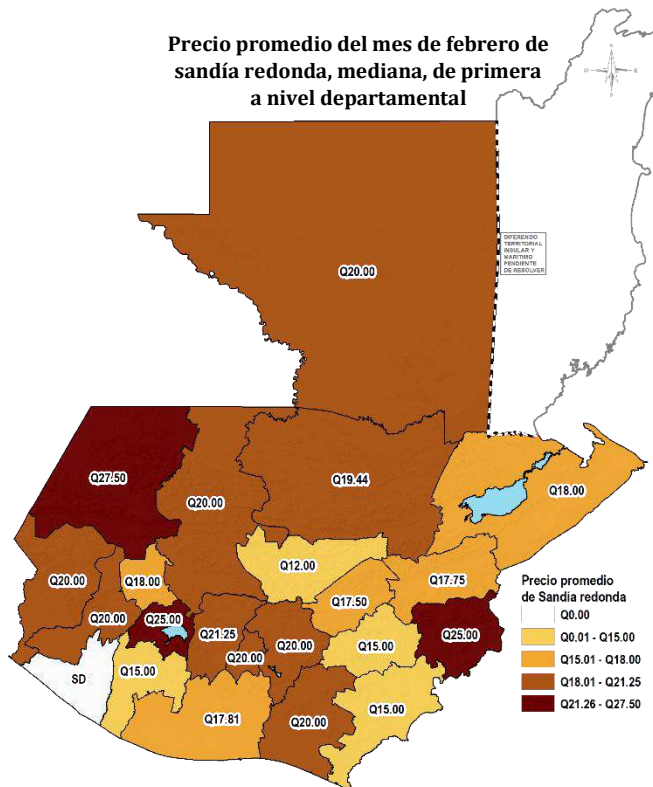 Precio promedio del mes de febrero de
sandía redonda, mediana, de primera
a nivel departamental
N
W
E
S
DIFERENDO
TERRITORIAL
INSULAR Y
MARÍTIMO
PENDIENTE
DE RESOLVER
Q20.00
Q27.50
Q19.44
Q20.00
Q18.00
Q12.00
Q20.00
Q18.00
Q17.75
Q17.50
Q20.00
Q25.00
Q21.25
Q20.00
Q20.00
Q15.00
Q25.00
SD
Q15.00
Q17.81
Q20.00
Q15.00
Precio promedio
de Sandia redonda
Q0.00
Q0.01 - Q15.00
Q15.01 - Q18.00
Q18.01 - Q21.25
Q21.26 - Q27.50